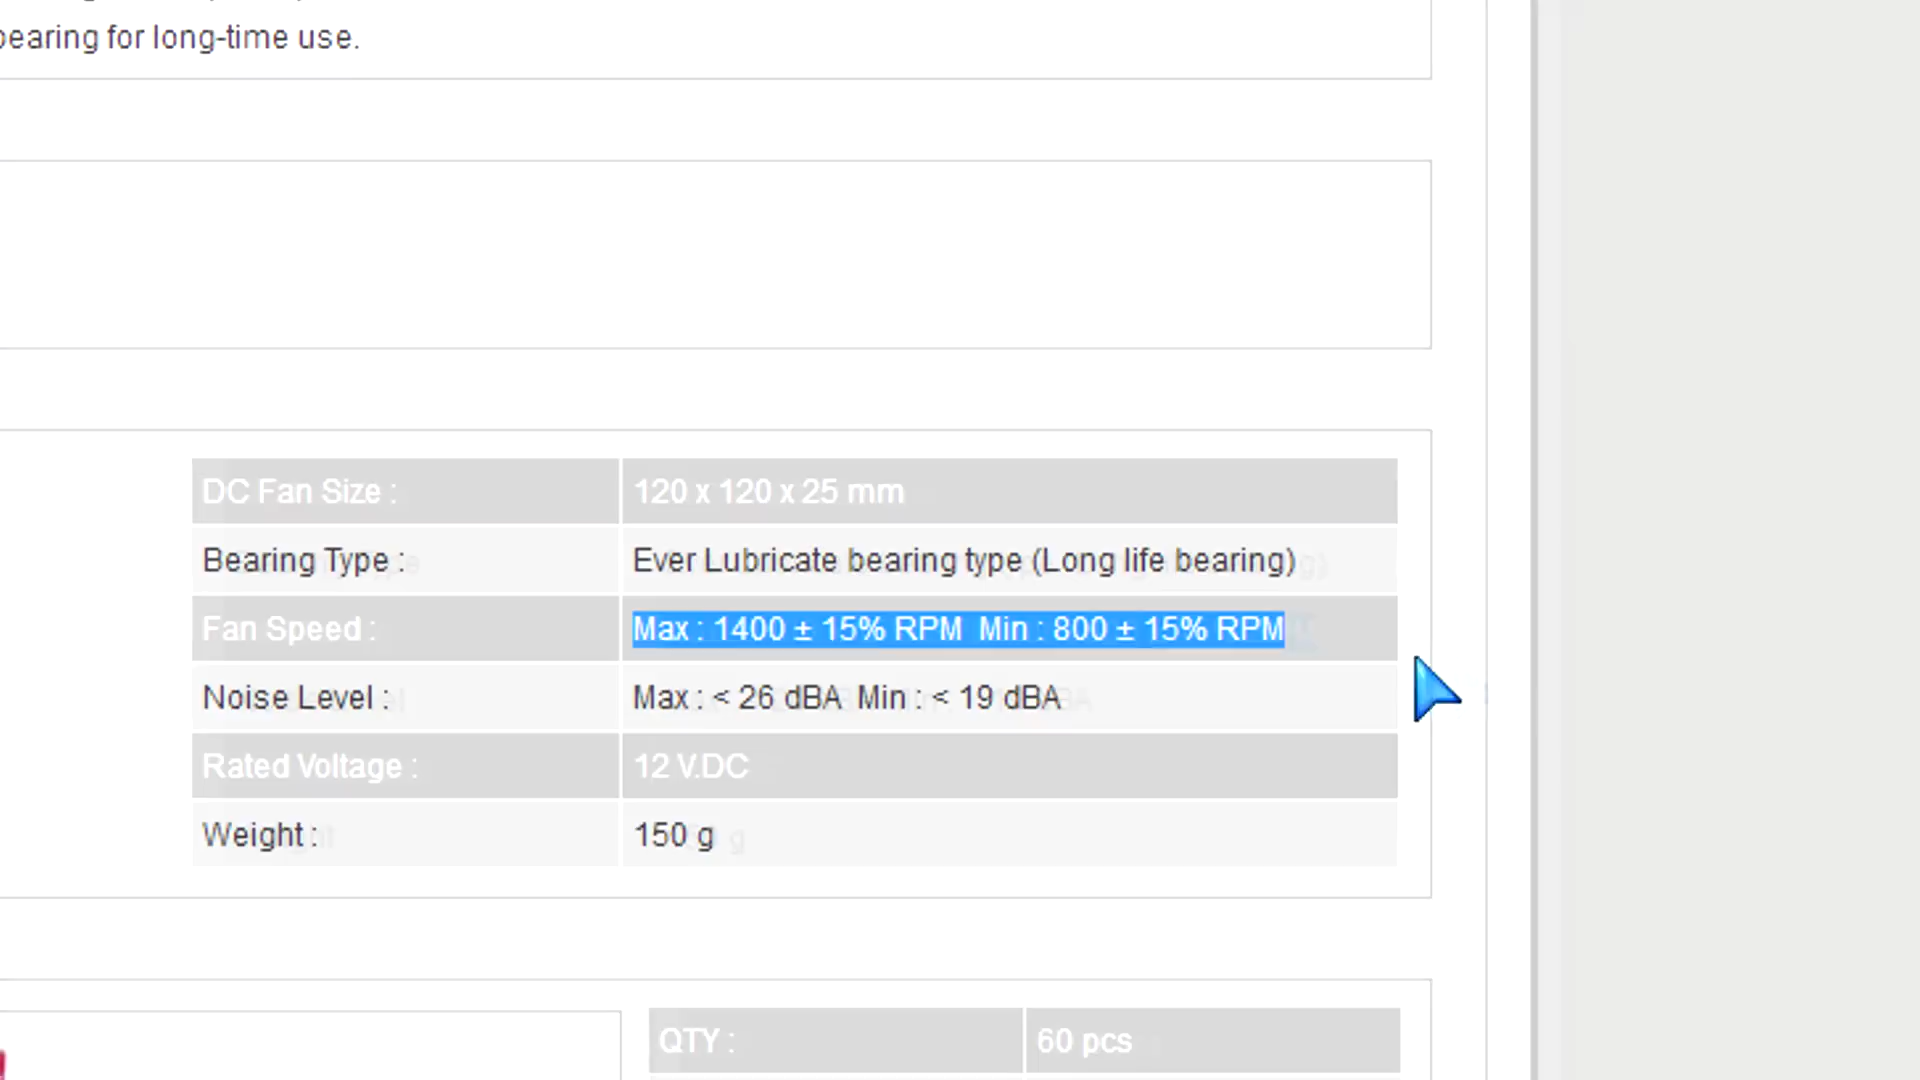 bearing for long-time use.
DC Fan Size : 120 x 120 x 25 mm
Bearing Type : Ever Lubricate bearing type (Long life bearing)
Fan Speed : Max : 1400 ± 15% RPM Min : 800 ± 15% RPM
Noise Level : Max : < 26 dBA Min : < 19 dBA
Rated Voltage : 12 V.DC
Weight : 150 g
QTY : 60 pcs